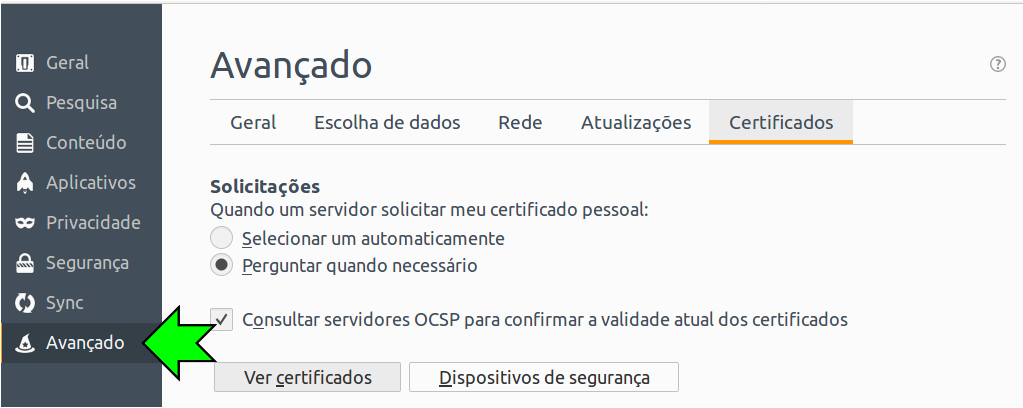 Geral
Pesquisa
Conteúdo
Aplicativos
Privacidade
Segurança
Sync
Avançado
Avançado
?
Geral Escolha de dados Rede Atualizações Certificados
Solicitações
Quando um servidor solicitar meu certificado pessoal:
Selecionar um automaticamente
Perguntar quando necessário
Consultar servidores OCSP para confirmar a validade atual dos certificados
Ver certificados Dispositivos de segurança